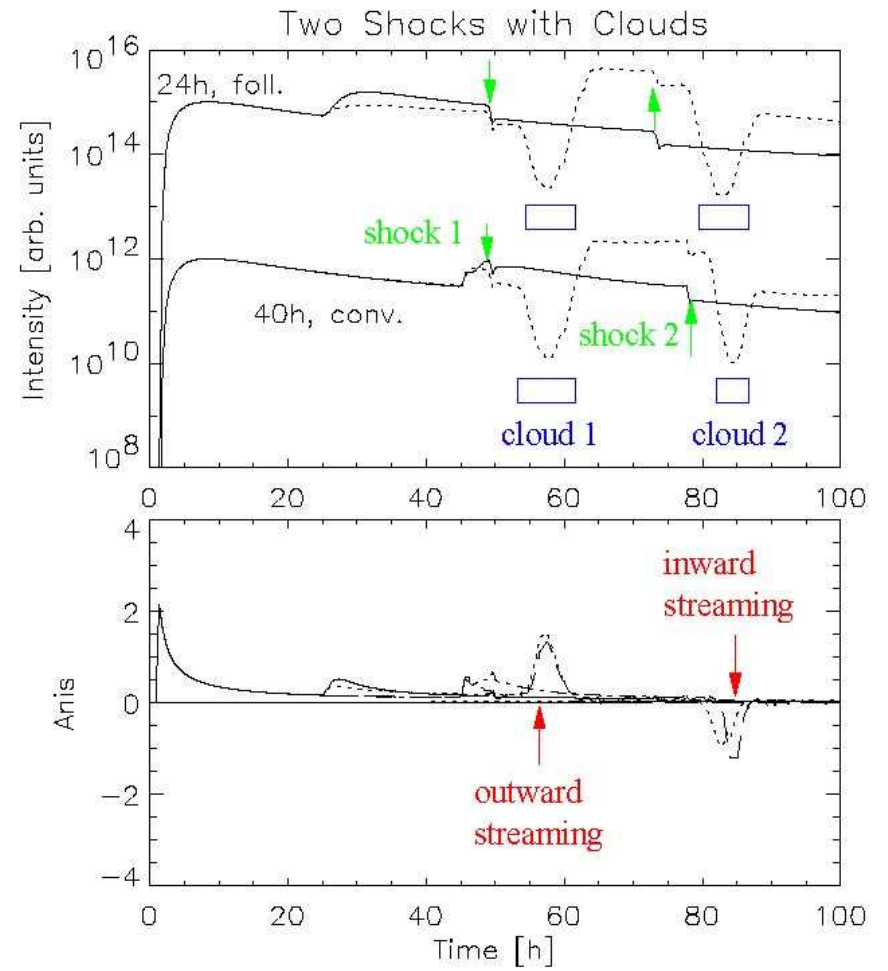 Two Shocks with Clouds
10^16
24h, foll.
10^14
shock 1
10^12
40h, conv.
shock 2
10^10
cloud 1
cloud 2
10^8
Intensity [arb. units]
0
20
40
60
80
100
4
inward
streaming
2
0
outward
streaming
-2
-4
Anis
0
20
40
60
80
100
Time [h]